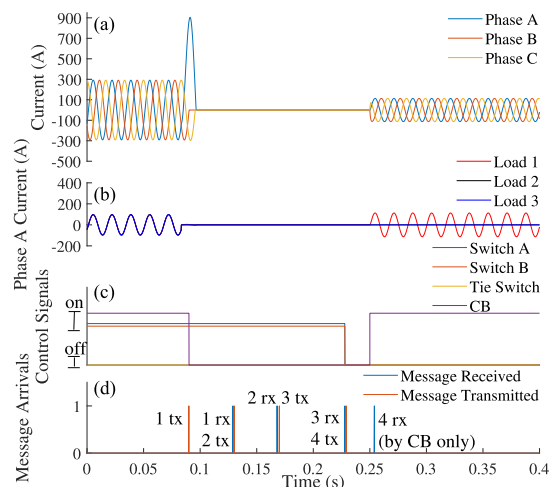 (a)
Phase A
Phase B
Phase C
900
700
500
300
100
-100
-300
-500
Current (A)
(b)
Load 1
Load 2
Load 3
400
200
0
-200
Phase A Current (A)
Switch A
Switch B
Tie Switch
CB
(c)
on
off
Control Signals
(d)
Message Received
Message Transmitted
1
0
Message Arrivals
1 tx
1 rx
2 tx
2 rx 3 tx
3 rx
4 tx
4 rx
(by CB only)
0 0.05 0.1 0.15 0.2 0.25 0.3 0.35 0.4
Time (s)